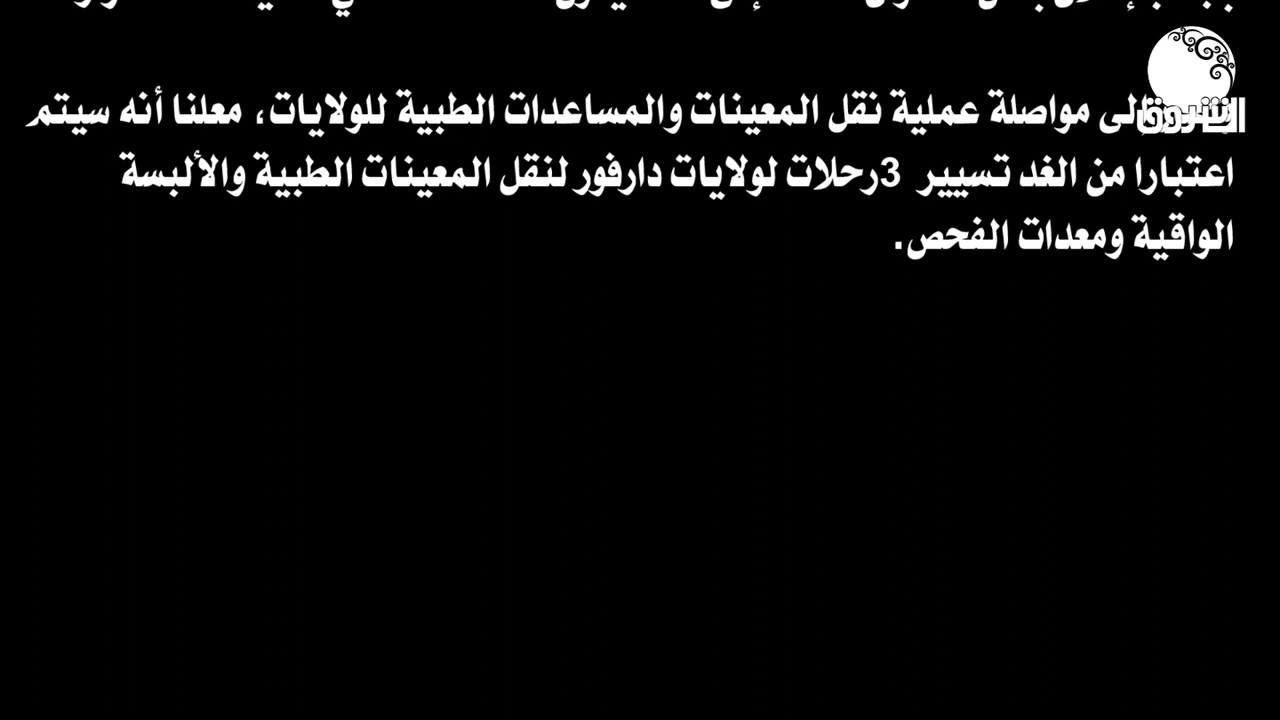 الشروق
إلى مواصلة عملية نقل المعينات والمساعدات الطبية للولايات، معلنا أنه سيتم
اعتبارا من الغد تسيير 3رحلات لولايات دارفور لنقل المعينات الطبية والألبسة
الواقية ومعدات الفحص.